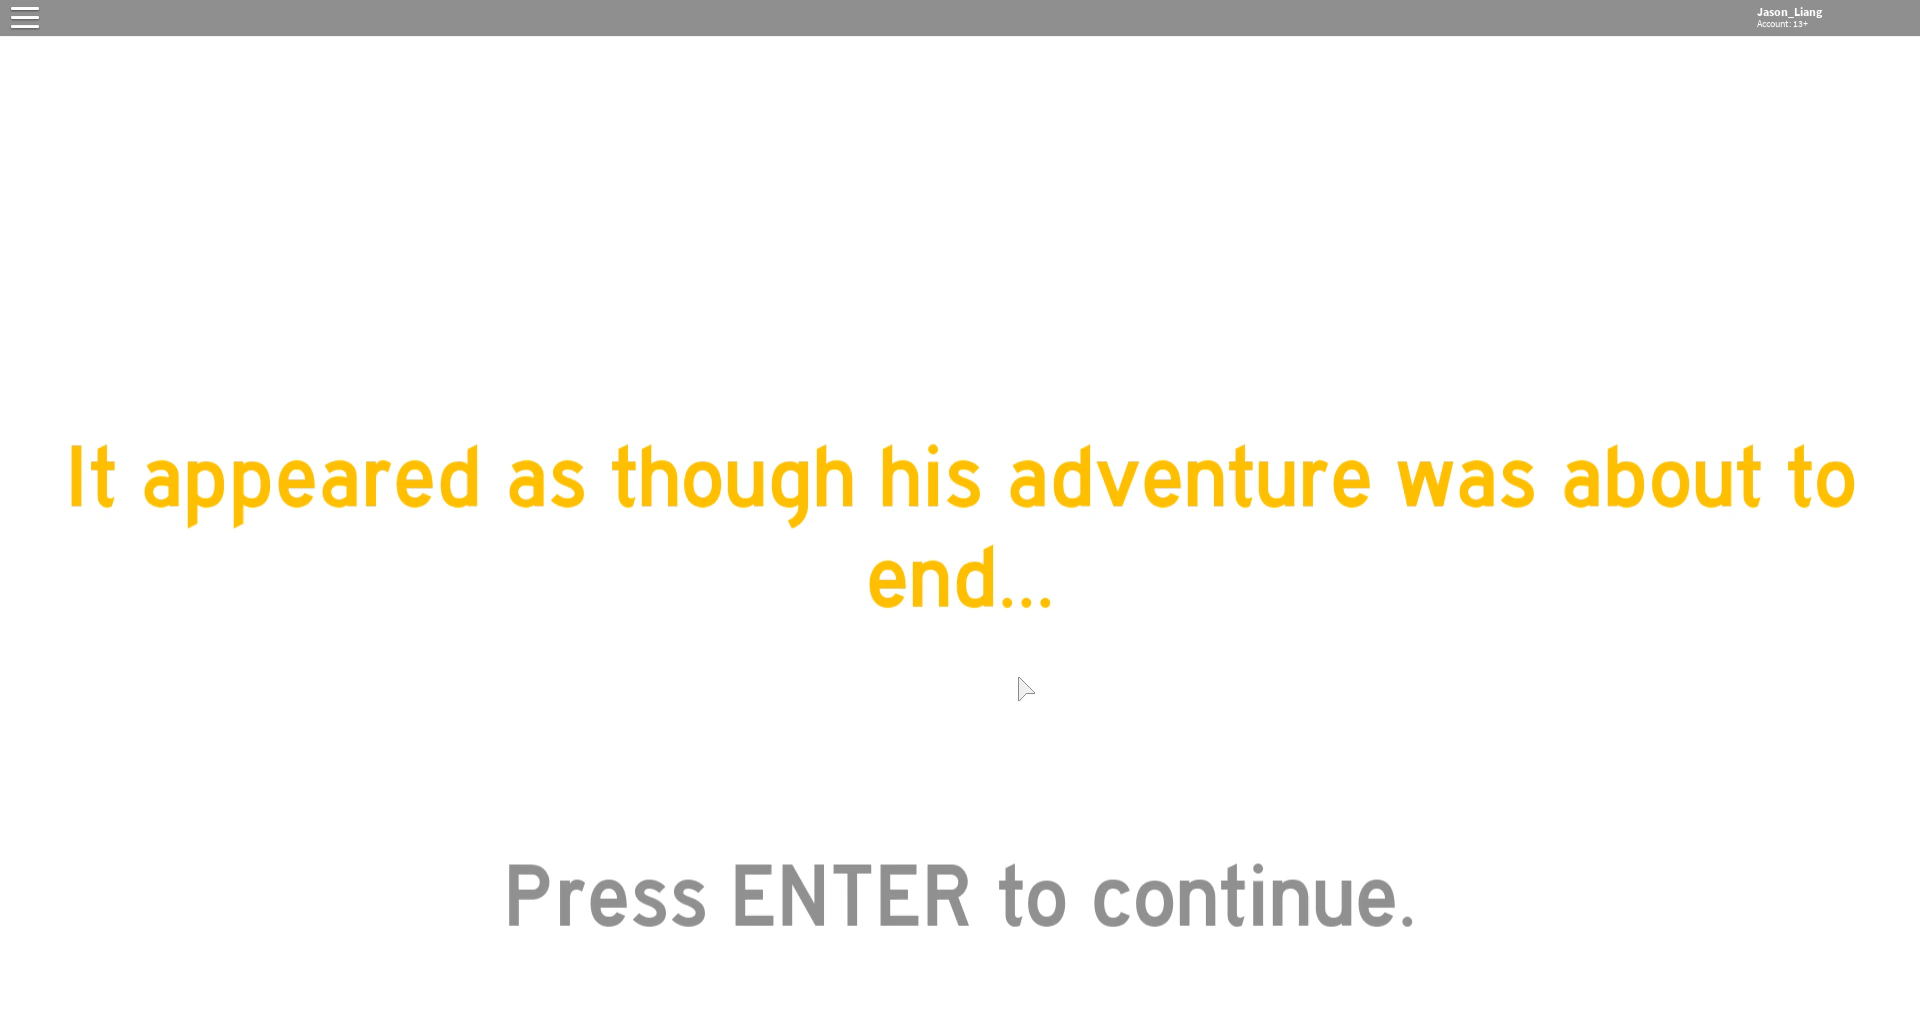 Jason_Liang
Account: 13+
It appeared as though his adventure was about to
end...
Press ENTER to continue.